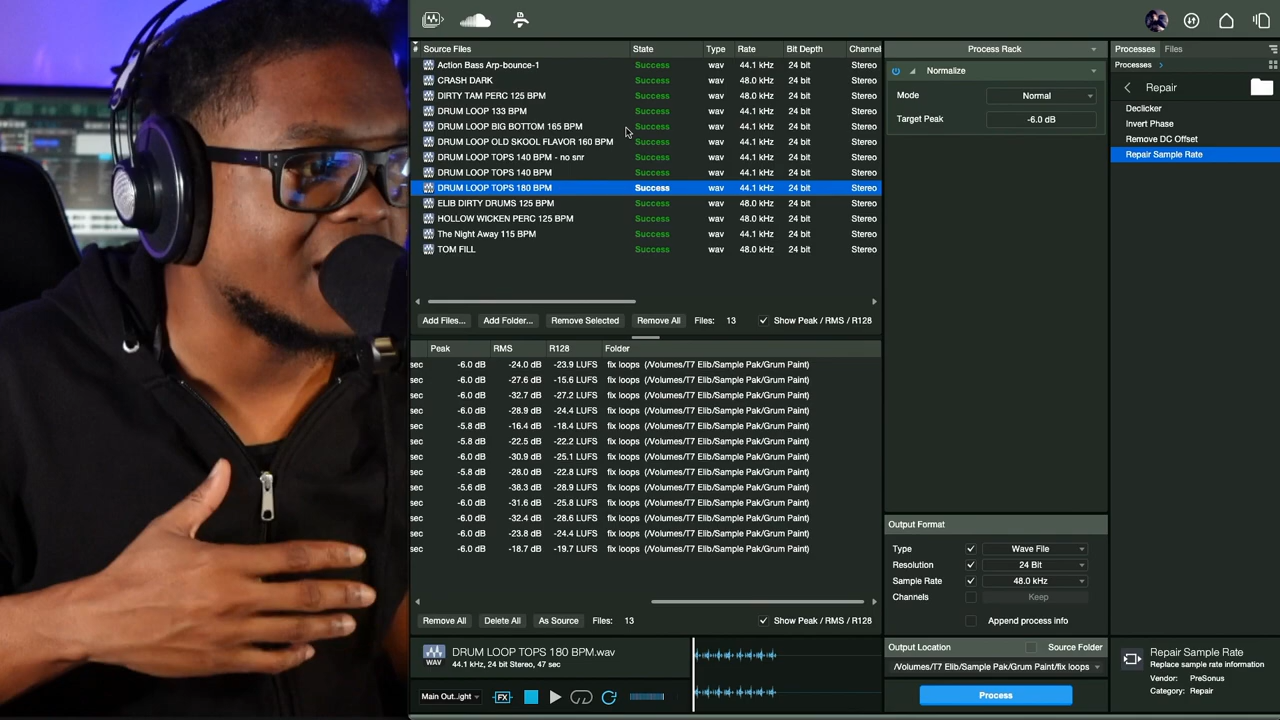 # Source Files State Type Rate Bit Depth Channel
Action Bass Arp-bounce-1 Success wav 44.1 kHz 24 bit Stereo
CRASH DARK Success wav 48.0 kHz 24 bit Stereo
DIRTY TAM PERC 125 BPM Success wav 48.0 kHz 24 bit Stereo
DRUM LOOP 133 BPM Success wav 44.1 kHz 24 bit Stereo
DRUM LOOP BIG BOTTOM 165 BPM Success wav 44.1 kHz 24 bit Stereo
DRUM LOOP OLD SKOOL FLAVOR 160 BPM Success wav 44.1 kHz 24 bit Stereo
DRUM LOOP TOPS 140 BPM - no snr Success wav 44.1 kHz 24 bit Stereo
DRUM LOOP TOPS 140 BPM Success wav 44.1 kHz 24 bit Stereo
DRUM LOOP TOPS 180 BPM Success wav 44.1 kHz 24 bit Stereo
ELIB DIRTY DRUMS 125 BPM Success wav 48.0 kHz 24 bit Stereo
HOLLOW WICKEN PERC 125 BPM Success wav 48.0 kHz 24 bit Stereo
The Night Away 115 BPM Success wav 44.1 kHz 24 bit Stereo
TOM FILL Success wav 48.0 kHz 24 bit Stereo
Add Files... Add Folder... Remove Selected Remove All Files: 13 Show Peak / RMS / R128
Peak RMS R128 Folder
sec -6.0 dB -24.0 dB -23.9 LUFS fix loops (/Volumes/T7 Elib/Sample Pak/Grum Paint)
sec -6.0 dB -27.6 dB -15.6 LUFS fix loops (/Volumes/T7 Elib/Sample Pak/Grum Paint)
sec -6.0 dB -32.7 dB -27.2 LUFS fix loops (/Volumes/T7 Elib/Sample Pak/Grum Paint)
sec -6.0 dB -28.9 dB -24.4 LUFS fix loops (/Volumes/T7 Elib/Sample Pak/Grum Paint)
sec -5.8 dB -16.4 dB -18.4 LUFS fix loops (/Volumes/T7 Elib/Sample Pak/Grum Paint)
sec -5.8 dB -22.5 dB -22.2 LUFS fix loops (/Volumes/T7 Elib/Sample Pak/Grum Paint)
sec -6.0 dB -30.9 dB -25.1 LUFS fix loops (/Volumes/T7 Elib/Sample Pak/Grum Paint)
sec -5.8 dB -28.0 dB -22.8 LUFS fix loops (/Volumes/T7 Elib/Sample Pak/Grum Paint)
sec -5.6 dB -38.3 dB -28.9 LUFS fix loops (/Volumes/T7 Elib/Sample Pak/Grum Paint)
sec -6.0 dB -31.6 dB -25.8 LUFS fix loops (/Volumes/T7 Elib/Sample Pak/Grum Paint)
sec -6.0 dB -32.4 dB -28.6 LUFS fix loops (/Volumes/T7 Elib/Sample Pak/Grum Paint)
sec -6.0 dB -23.8 dB -24.4 LUFS fix loops (/Volumes/T7 Elib/Sample Pak/Grum Paint)
sec -6.0 dB -18.7 dB -19.7 LUFS fix loops (/Volumes/T7 Elib/Sample Pak/Grum Paint)
Remove All Delete All As Source Files: 13 Show Peak / RMS / R128
WAV
DRUM LOOP TOPS 180 BPM.wav
44.1 kHz, 24 bit Stereo, 47 sec
Main Out...ight FX
Process Rack
Normalize
Mode Normal
Target Peak -6.0 dB
Output Format
Type Wave File
Resolution 24 Bit
Sample Rate 48.0 kHz
Channels Keep
Append process info
Output Location Source Folder
/Volumes/T7 Elib/Sample Pak/Grum Paint/fix loops
Process
Processes Files
Processes
Repair
Declicker
Invert Phase
Remove DC Offset
Repair Sample Rate
Repair Sample Rate
Replace sample rate information
Vendor: PreSonus
Category: Repair